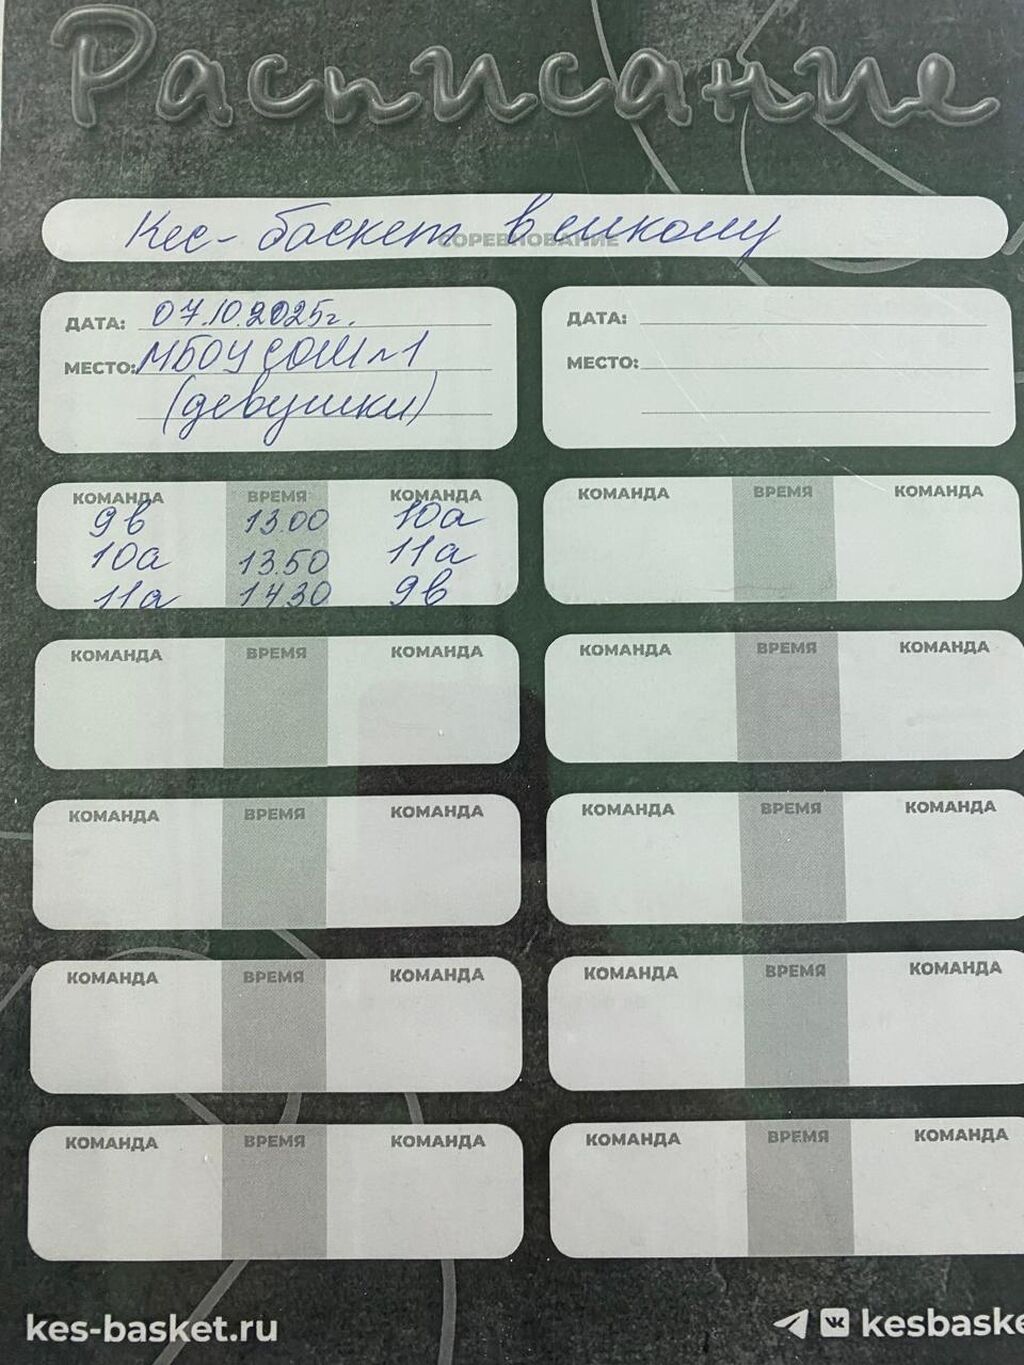 Расписание
СОРЕВНОВАНИЕ
Кес-баскет в школу
ДАТА: 07.10.2025г.
МЕСТО: МБОУ СОШ №1
(девушки)
ДАТА:
МЕСТО:
КОМАНДА ВРЕМЯ КОМАНДА
9в 13.00 10а
10а 13.50 11а
11а 1430 9в
КОМАНДА ВРЕМЯ КОМАНДА
КОМАНДА ВРЕМЯ КОМАНДА
КОМАНДА ВРЕМЯ КОМАНДА
КОМАНДА ВРЕМЯ КОМАНДА
КОМАНДА ВРЕМЯ КОМАНДА
КОМАНДА ВРЕМЯ КОМАНДА
КОМАНДА ВРЕМЯ КОМАНДА
КОМАНДА ВРЕМЯ КОМАНДА
КОМАНДА ВРЕМЯ КОМАНДА
kes-basket.ru
kesbaske